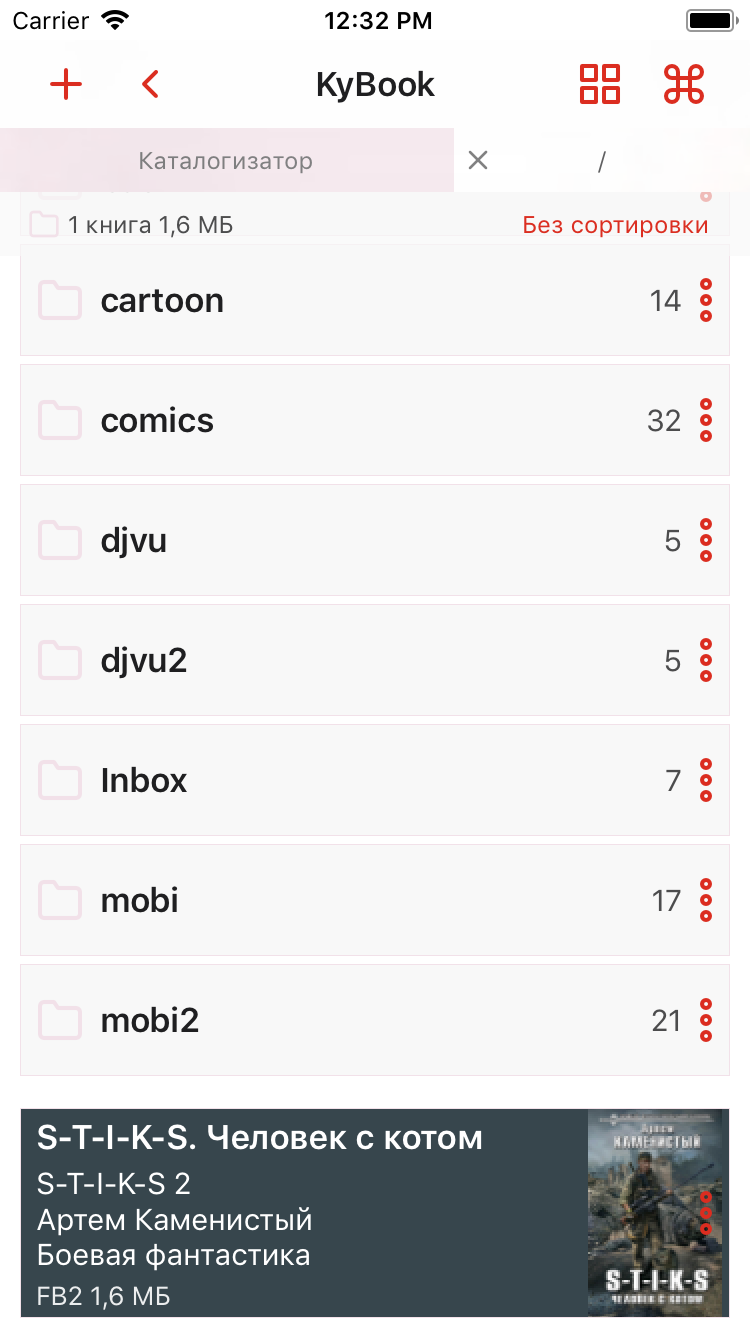 Carrier 12:32 PM
KyBook
Каталогизатор /
1 книга 1,6 МБ Без сортировки
cartoon 14
comics 32
djvu 5
djvu2 5
Inbox 7
mobi 17
mobi2 21
S-T-I-K-S. Человек с котом
S-T-I-K-S 2
Артем Каменистый
Боевая фантастика
FB2 1,6 МБ
Артем
КАМЕНИСТЫЙ
S-T-I-K-S
ЧЕЛОВЕК С КОТОМ